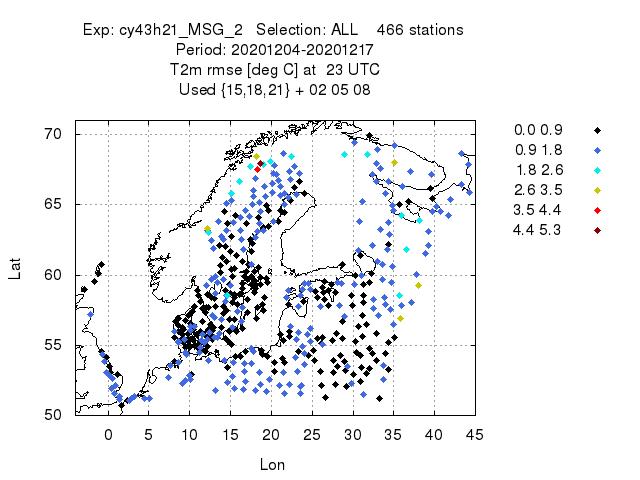 Exp: cy43h21_MSG_2 Selection: ALL 466 stations
Period: 20201204-20201217
T2m rmse [deg C] at 23 UTC
Used {15,18,21} + 02 05 08
70
65
60
55
50
Lat
0 5 10 15 20 25 30 35 40 45
Lon
0.0 0.9
0.9 1.8
1.8 2.6
2.6 3.5
3.5 4.4
4.4 5.3